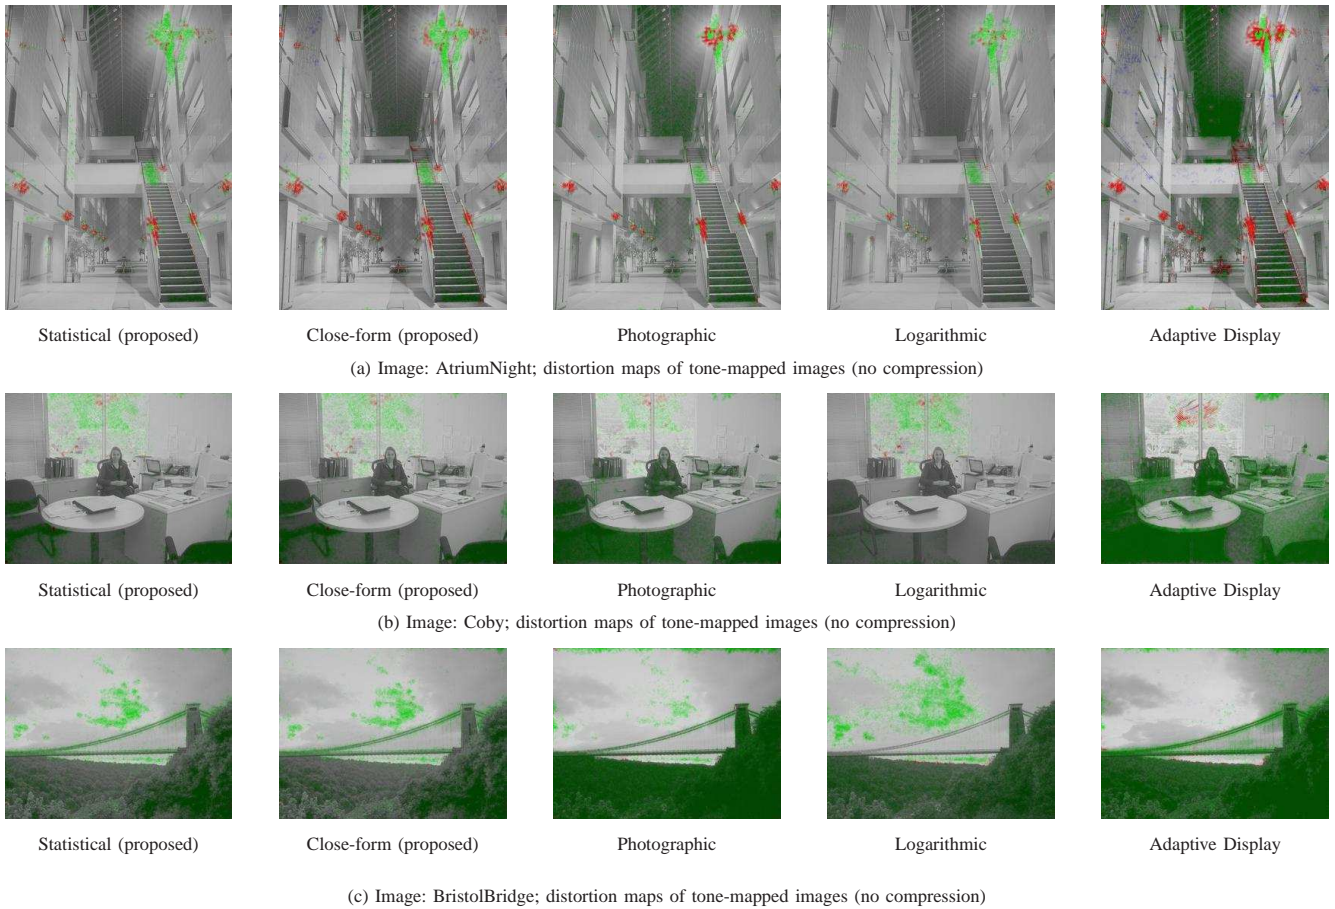 Statistical (proposed)
Close-form (proposed)
Photographic
Logarithmic
Adaptive Display
(a) Image: AtriumNight; distortion maps of tone-mapped images (no compression)
Statistical (proposed)
Close-form (proposed)
Photographic
Logarithmic
Adaptive Display
(b) Image: Coby; distortion maps of tone-mapped images (no compression)
Statistical (proposed)
Close-form (proposed)
Photographic
Logarithmic
Adaptive Display
(c) Image: BristolBridge; distortion maps of tone-mapped images (no compression)